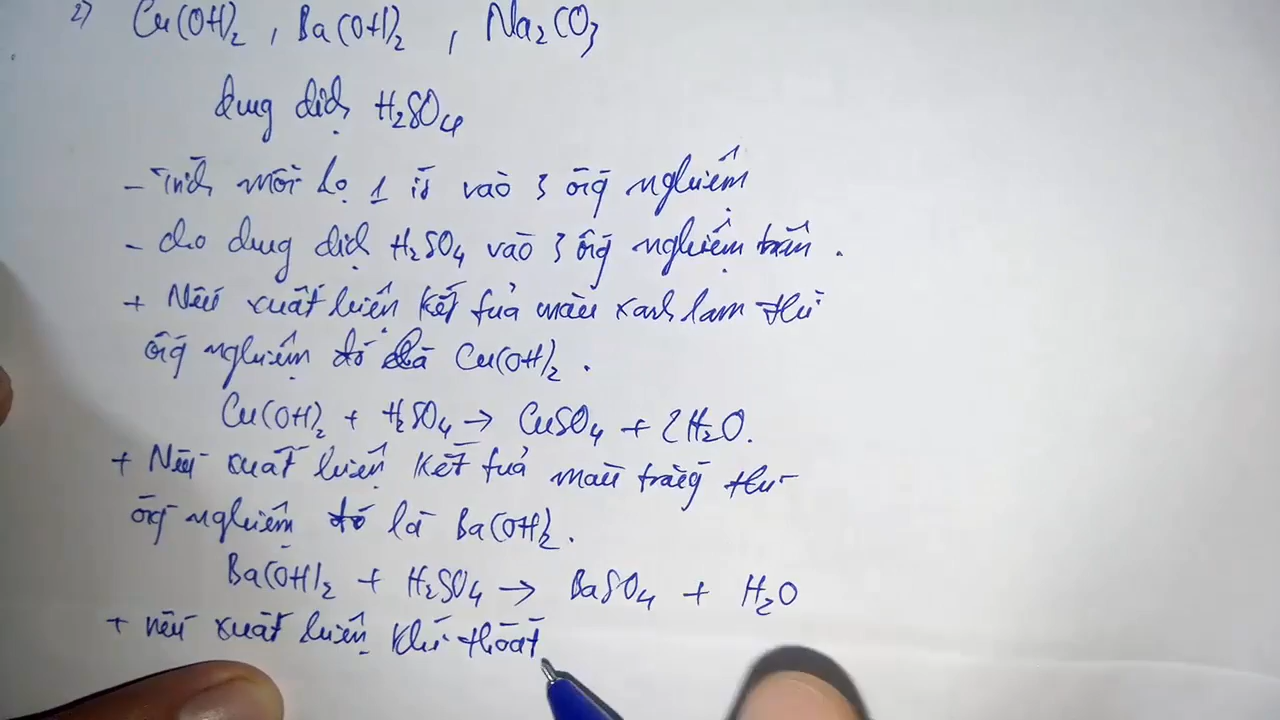 2) Cu(OH)2 , Ba(OH)2 , Na2CO3
dung dịch H2SO4
- Trích mỗi lọ 1 ít vào 3 ống nghiệm
- cho dung dịch H2SO4 vào 3 ống nghiệm trên .
+ Nếu xuất hiện kết tủa màu xanh lam thì
ống nghiệm đó là Cu(OH)2 .
Cu(OH)2 + H2SO4 → CuSO4 + 2H2O.
+ Nếu xuất hiện kết tủa màu trắng thì
ống nghiệm đó là Ba(OH)2 .
Ba(OH)2 + H2SO4 → BaSO4 + H2O
+ nếu xuất hiện khí thoát